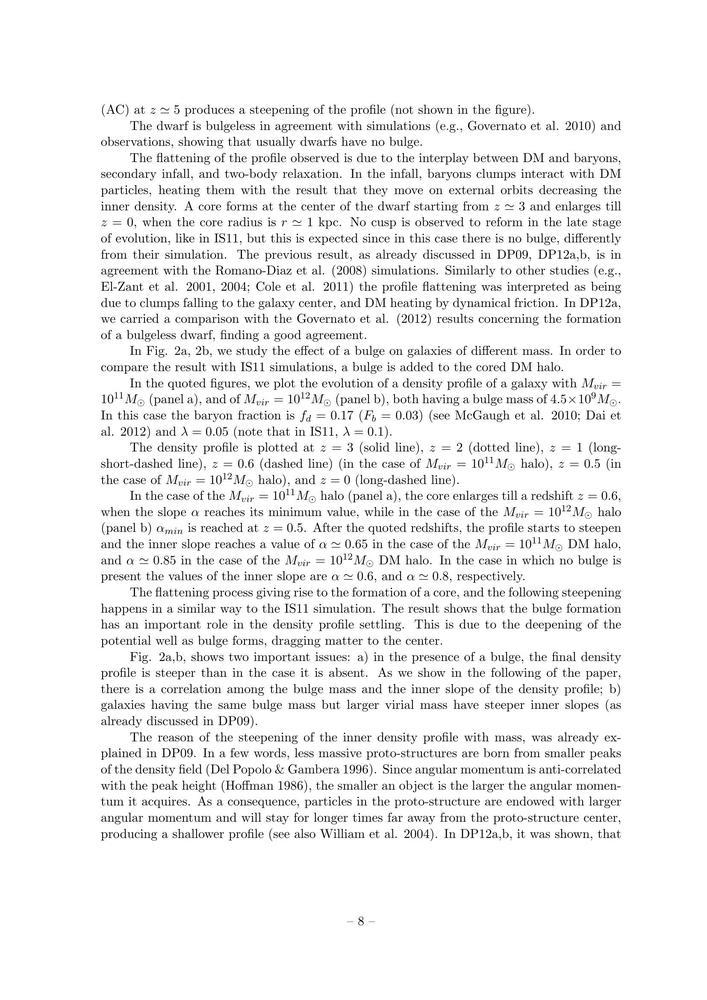 (AC) at z ≃ 5 produces a steepening of the profile (not shown in the figure).
The dwarf is bulgeless in agreement with simulations (e.g., Governato et al. 2010) and
observations, showing that usually dwarfs have no bulge.
The flattening of the profile observed is due to the interplay between DM and baryons,
secondary infall, and two-body relaxation. In the infall, baryons clumps interact with DM
particles, heating them with the result that they move on external orbits decreasing the
inner density. A core forms at the center of the dwarf starting from z ≃ 3 and enlarges till
z = 0, when the core radius is r ≃ 1 kpc. No cusp is observed to reform in the late stage
of evolution, like in IS11, but this is expected since in this case there is no bulge, differently
from their simulation. The previous result, as already discussed in DP09, DP12a,b, is in
agreement with the Romano-Diaz et al. (2008) simulations. Similarly to other studies (e.g.,
El-Zant et al. 2001, 2004; Cole et al. 2011) the profile flattening was interpreted as being
due to clumps falling to the galaxy center, and DM heating by dynamical friction. In DP12a,
we carried a comparison with the Governato et al. (2012) results concerning the formation
of a bulgeless dwarf, finding a good agreement.
In Fig. 2a, 2b, we study the effect of a bulge on galaxies of different mass. In order to
compare the result with IS11 simulations, a bulge is added to the cored DM halo.
In the quoted figures, we plot the evolution of a density profile of a galaxy with M_{vir} =
10^{11}M_⊙ (panel a), and of M_{vir} = 10^{12}M_⊙ (panel b), both having a bulge mass of 4.5×10^9M_⊙.
In this case the baryon fraction is f_d = 0.17 (F_b = 0.03) (see McGaugh et al. 2010; Dai et
al. 2012) and λ = 0.05 (note that in IS11, λ = 0.1).
The density profile is plotted at z = 3 (solid line), z = 2 (dotted line), z = 1 (long-
short-dashed line), z = 0.6 (dashed line) (in the case of M_{vir} = 10^{11}M_⊙ halo), z = 0.5 (in
the case of M_{vir} = 10^{12}M_⊙ halo), and z = 0 (long-dashed line).
In the case of the M_{vir} = 10^{11}M_⊙ halo (panel a), the core enlarges till a redshift z = 0.6,
when the slope α reaches its minimum value, while in the case of the M_{vir} = 10^{12}M_⊙ halo
(panel b) α_{min} is reached at z = 0.5. After the quoted redshifts, the profile starts to steepen
and the inner slope reaches a value of α ≃ 0.65 in the case of the M_{vir} = 10^{11}M_⊙ DM halo,
and α ≃ 0.85 in the case of the M_{vir} = 10^{12}M_⊙ DM halo. In the case in which no bulge is
present the values of the inner slope are α ≃ 0.6, and α ≃ 0.8, respectively.
The flattening process giving rise to the formation of a core, and the following steepening
happens in a similar way to the IS11 simulation. The result shows that the bulge formation
has an important role in the density profile settling. This is due to the deepening of the
potential well as bulge forms, dragging matter to the center.
Fig. 2a,b, shows two important issues: a) in the presence of a bulge, the final density
profile is steeper than in the case it is absent. As we show in the following of the paper,
there is a correlation among the bulge mass and the inner slope of the density profile; b)
galaxies having the same bulge mass but larger virial mass have steeper inner slopes (as
already discussed in DP09).
The reason of the steepening of the inner density profile with mass, was already ex-
plained in DP09. In a few words, less massive proto-structures are born from smaller peaks
of the density field (Del Popolo & Gambera 1996). Since angular momentum is anti-correlated
with the peak height (Hoffman 1986), the smaller an object is the larger the angular momen-
tum it acquires. As a consequence, particles in the proto-structure are endowed with larger
angular momentum and will stay for longer times far away from the proto-structure center,
producing a shallower profile (see also William et al. 2004). In DP12a,b, it was shown, that
– 8 –